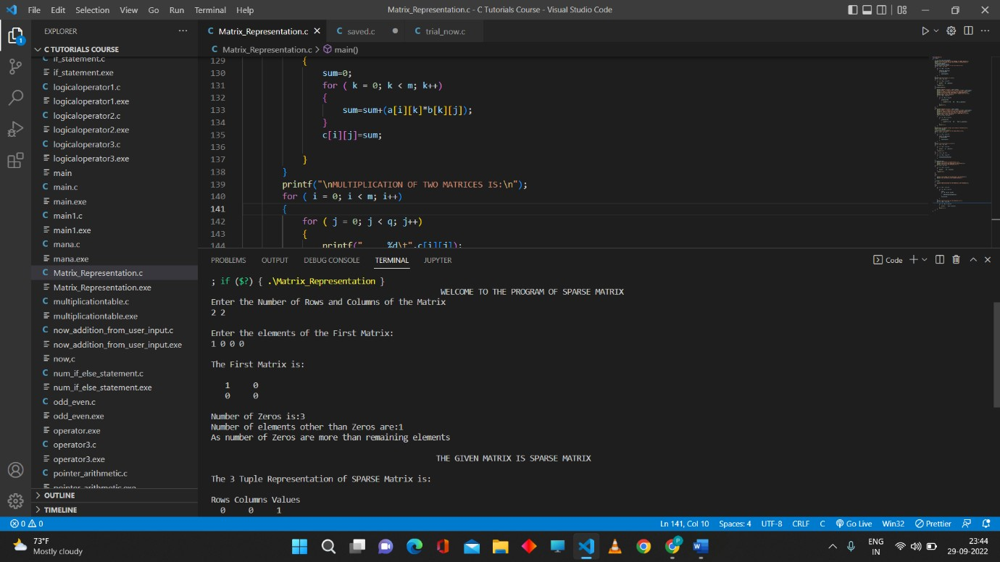 File Edit Selection View Go Run Terminal Help
Matrix_Representation.c - C Tutorials Course - Visual Studio Code
EXPLORER
1
C TUTORIALS COURSE
C if_statement.c
if_statement.exe
C logicaloperator1.c
logicaloperator1.exe
C logicaloperator2.c
logicaloperator2.exe
C logicaloperator3.c
logicaloperator3.exe
main
C main.c
main.exe
C main1.c
main1.exe
C mana.c
mana.exe
C Matrix_Representation.c
Matrix_Representation.exe
C multiplicationtable.c
multiplicationtable.exe
C now_addition_from_user_input.c
now_addition_from_user_input.exe
now,c
C num_if_else_statement.c
num_if_else_statement.exe
C odd_even.c
odd_even.exe
operator.exe
C operator3.c
operator3.exe
C pointer_arithmetic.c
pointer_arithmetic.exe
OUTLINE
TIMELINE
C Matrix_Representation.c C saved.c C trial_now.c
C Matrix_Representation.c > main()
129 {
130 sum=0;
131 for ( k = 0; k < m; k++)
132 {
133 sum=sum+(a[i][k]*b[k][j]);
134 }
135 c[i][j]=sum;
136
137 }
138 }
139 printf("\nMULTIPLICATION OF TWO MATRICES IS:\n");
140 for ( i = 0; i < m; i++)
141 {
142 for ( j = 0; j < q; j++)
143 {
144 printf(" %d\t",c[i][j]);
PROBLEMS OUTPUT DEBUG CONSOLE TERMINAL JUPYTER
Code
; if ($?) { .\Matrix_Representation }
WELCOME TO THE PROGRAM OF SPARSE MATRIX
Enter the Number of Rows and Columns of the Matrix
2 2
Enter the elements of the First Matrix:
1 0 0 0
The First Matrix is:
1 0
0 0
Number of Zeros is:3
Number of elements other than Zeros are:1
As number of Zeros are more than remaining elements
THE GIVEN MATRIX IS SPARSE MATRIX
The 3 Tuple Representation of SPARSE Matrix is:
Rows Columns Values
0 0 1
0 0 Ln 141, Col 10 Spaces: 4 UTF-8 CRLF C Go Live Win32 Prettier
73°F
Mostly cloudy
ENG
IN
23:44
29-09-2022